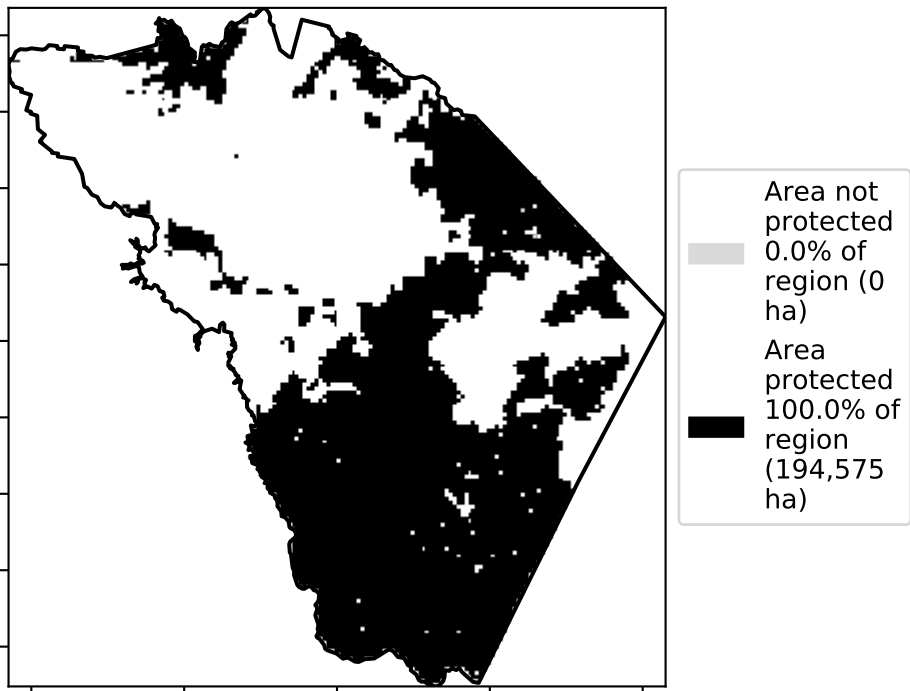 Area not
protected
0.0% of
region (0
ha)
Area
protected
100.0% of
region
(194,575
ha)